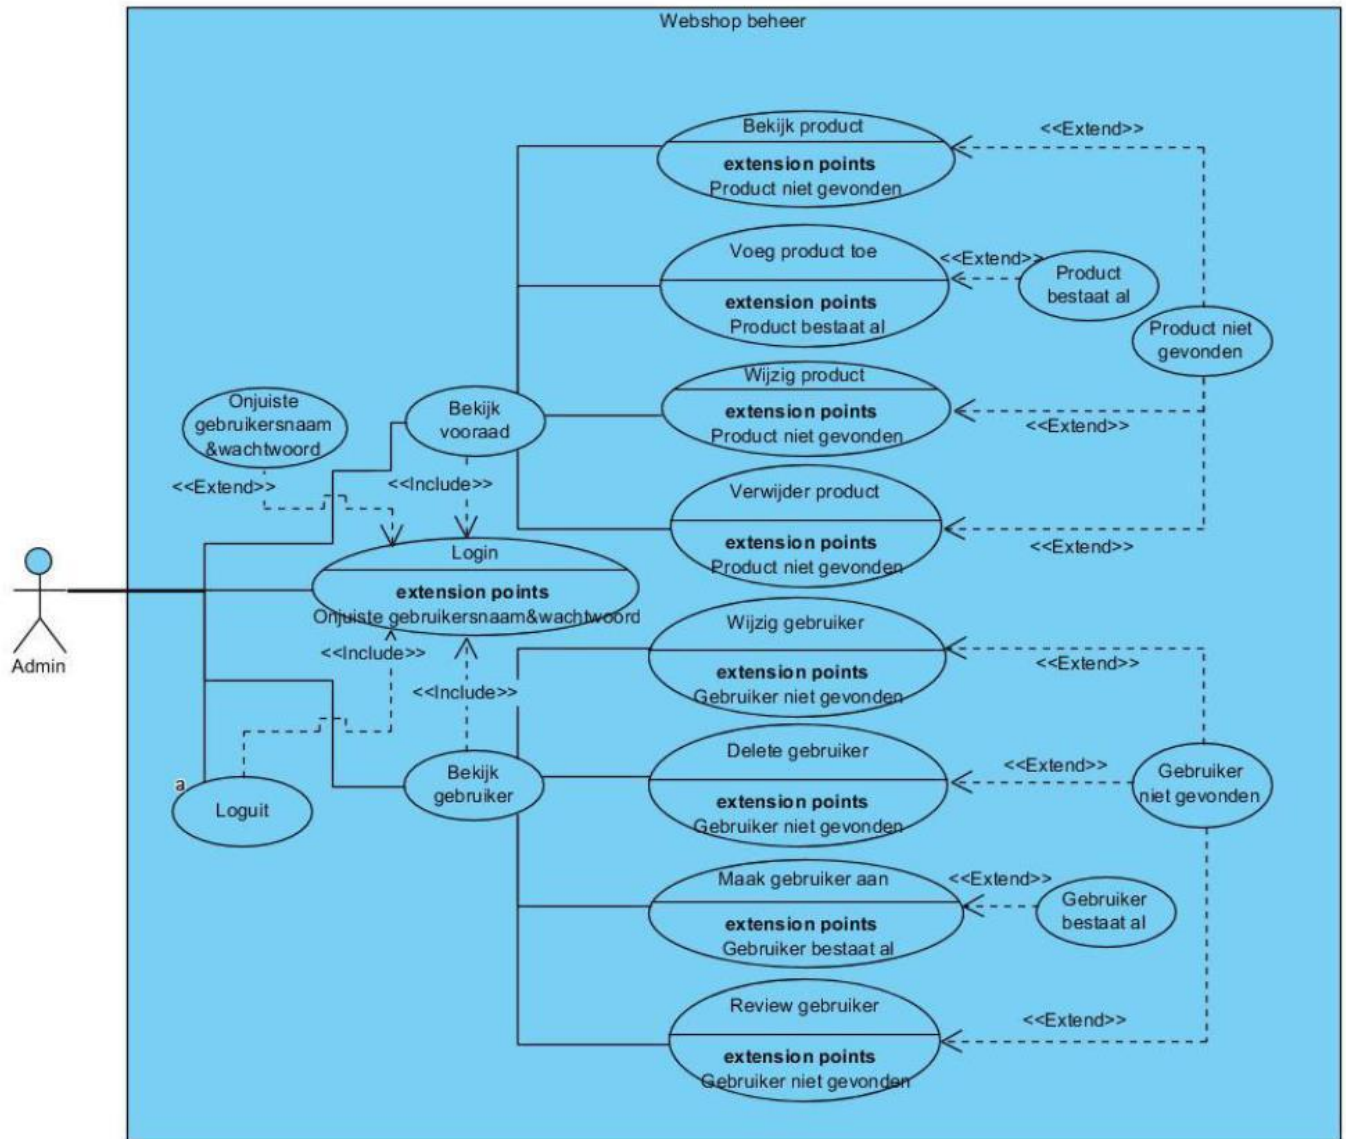 Webshop beheer
Bekijk product
extension points
Product niet gevonden
<<Extend>>
Voeg product toe
extension points
Product bestaat al
<<Extend>>
Product
bestaat al
Product niet
gevonden
Wijzig product
extension points
Product niet gevonden
<<Extend>>
Onjuiste
gebruikersnaam
&wachtwoord
<<Extend>>
Bekijk
vooraad
<<Include>>
Verwijder product
extension points
Product niet gevonden
<<Extend>>
Login
extension points
Onjuiste gebruikersnaam&wachtwoord
Admin
<<Include>>
<<Include>>
Wijzig gebruiker
extension points
Gebruiker niet gevonden
<<Extend>>
a
Loguit
Bekijk
gebruiker
Delete gebruiker
extension points
Gebruiker niet gevonden
<<Extend>>
Gebruiker
niet gevonden
Maak gebruiker aan
extension points
Gebruiker bestaat al
<<Extend>>
Gebruiker
bestaat al
Review gebruiker
extension points
Gebruiker niet gevonden
<<Extend>>